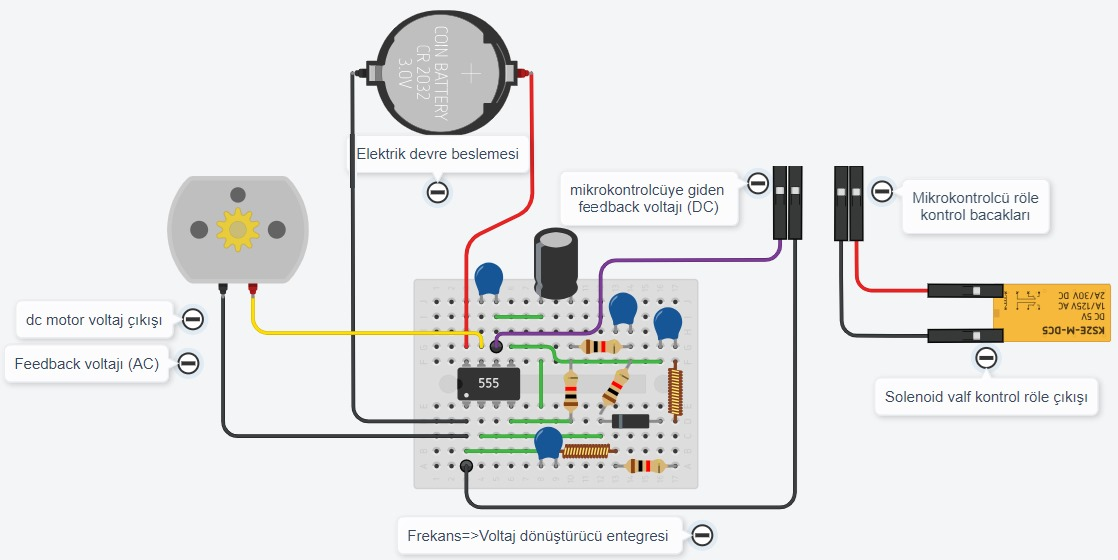 COIN BATTERY
CR 2032
3.0V
Elektrik devre beslemesi
mikrokontrolcüye giden
feedback voltajı (DC)
Mikrokontrolcü röle
kontrol bacakları
dc motor voltaj çıkışı
Feedback voltajı (AC)
555
KS2E-M-DC5
DC 5V
1A/125V AC
2A/30V DC
Solenoid valf kontrol röle çıkışı
Frekans=>Voltaj dönüştürücü entegresi